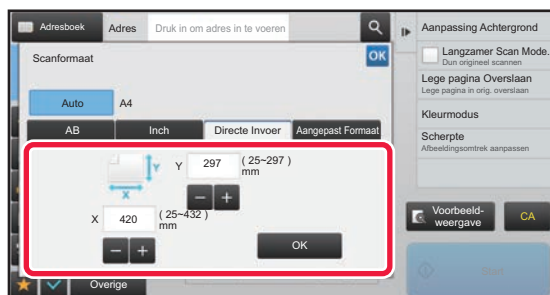 Adresboek
Adres
Druk in om adres in te voeren
Aanpassing Achtergrond
Scanformaat
OK
Langzamer Scan Mode.
Dun origineel scannen
Lege pagina Overslaan
Lege pagina in orig. overslaan
Auto
A4
Kleurmodus
AB
Inch
Directe Invoer
Aangepast Formaat
Scherpte
Afbeeldingsomtrek aanpassen
Y
X
Y 297 ( 25~297 )
mm
− +
X 420 ( 25~432 )
mm
− +
OK
Voorbeeld-
weergave
CA
Start
Overige